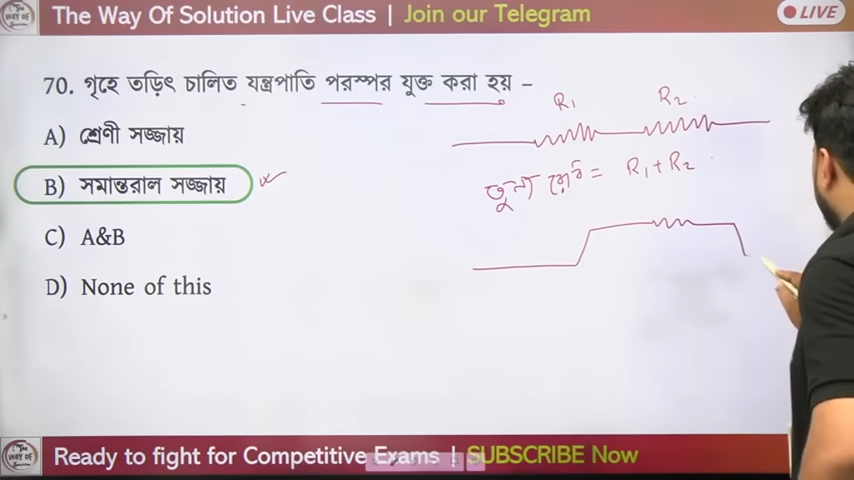 The Way Of Solution Live Class | Join our Telegram
LIVE
70. গৃহে তড়িৎ চালিত যন্ত্রপাতি পরস্পর যুক্ত করা হয় –
A) শ্রেণী সজ্জায়
B) সমান্তরাল সজ্জায়
C) A&B
D) None of this
R₁ R₂
তুল্য রোধ = R₁ + R₂
Ready to fight for Competitive Exams | SUBSCRIBE Now